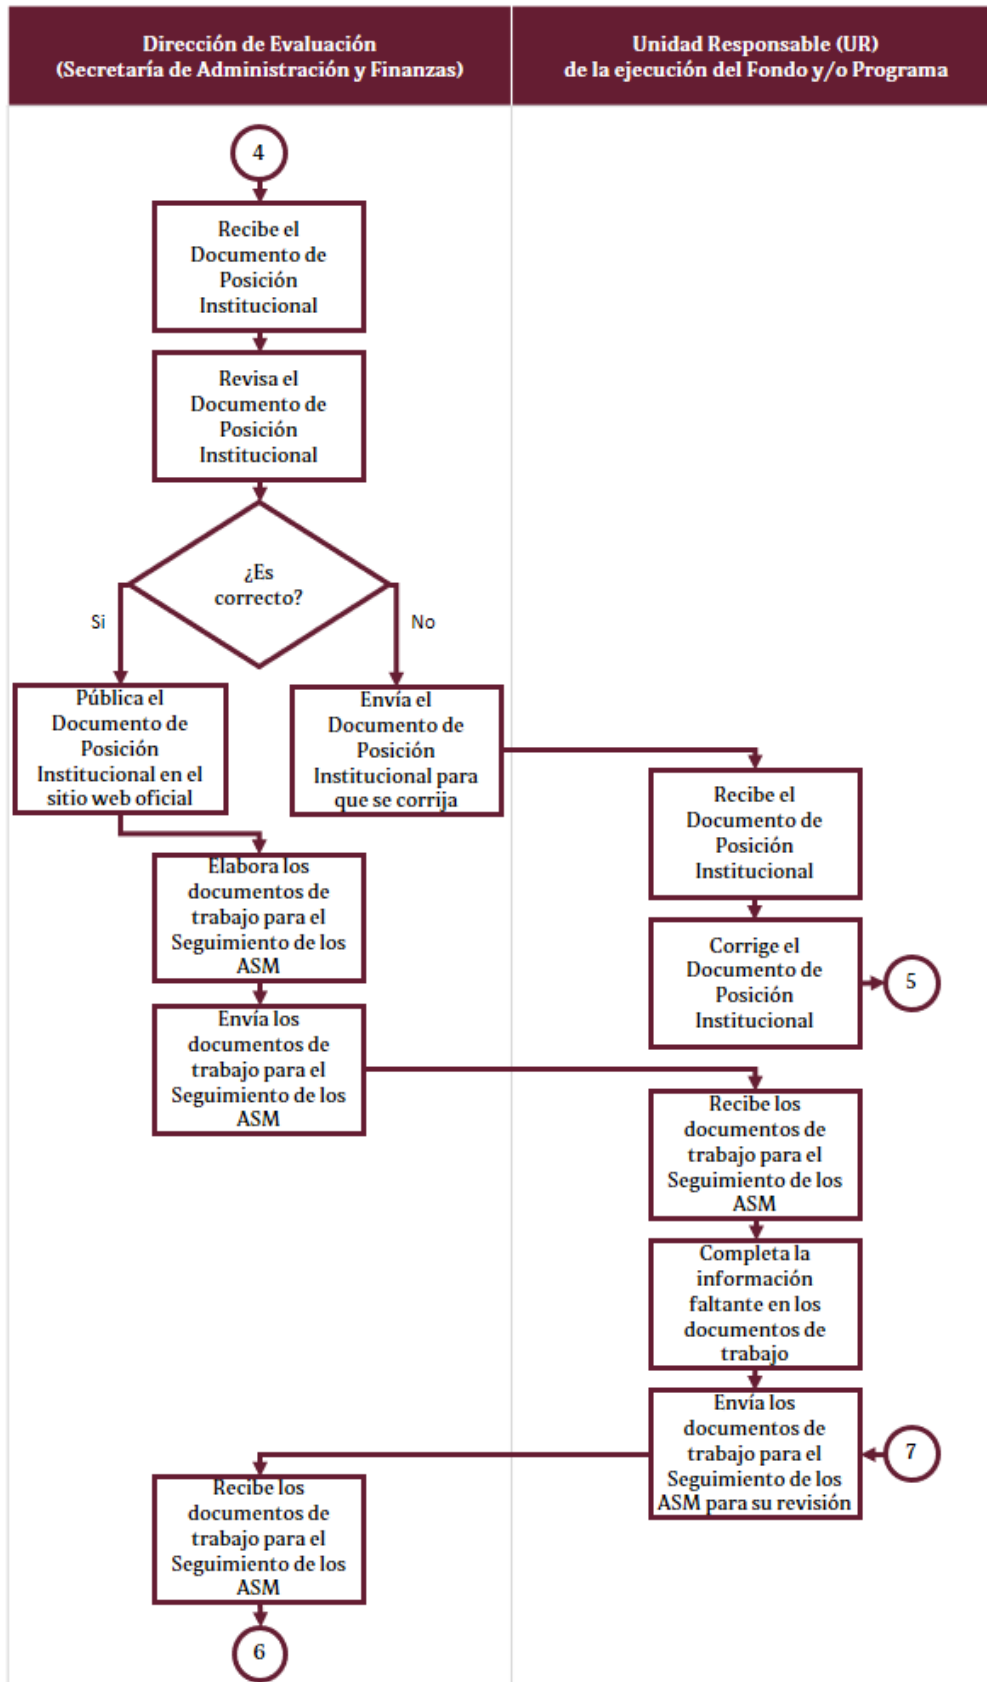 Dirección de Evaluación
(Secretaría de Administración y Finanzas)
Unidad Responsable (UR)
de la ejecución del Fondo y/o Programa
4
Recibe el
Documento de
Posición
Institucional
Revisa el
Documento de
Posición
Institucional
¿Es
correcto?
Si
No
Pública el
Documento de
Posición
Institucional en el
sitio web oficial
Envía el
Documento de
Posición
Institucional para
que se corrija
Recibe el
Documento de
Posición
Institucional
Elabora los
documentos de
trabajo para el
Seguimiento de los
ASM
Corrige el
Documento de
Posición
Institucional
5
Envía los
documentos de
trabajo para el
Seguimiento de los
ASM
Recibe los
documentos de
trabajo para el
Seguimiento de los
ASM
Completa la
información
faltante en los
documentos de
trabajo
Envía los
documentos de
trabajo para el
Seguimiento de los
ASM para su revisión
7
Recibe los
documentos de
trabajo para el
Seguimiento de los
ASM
6